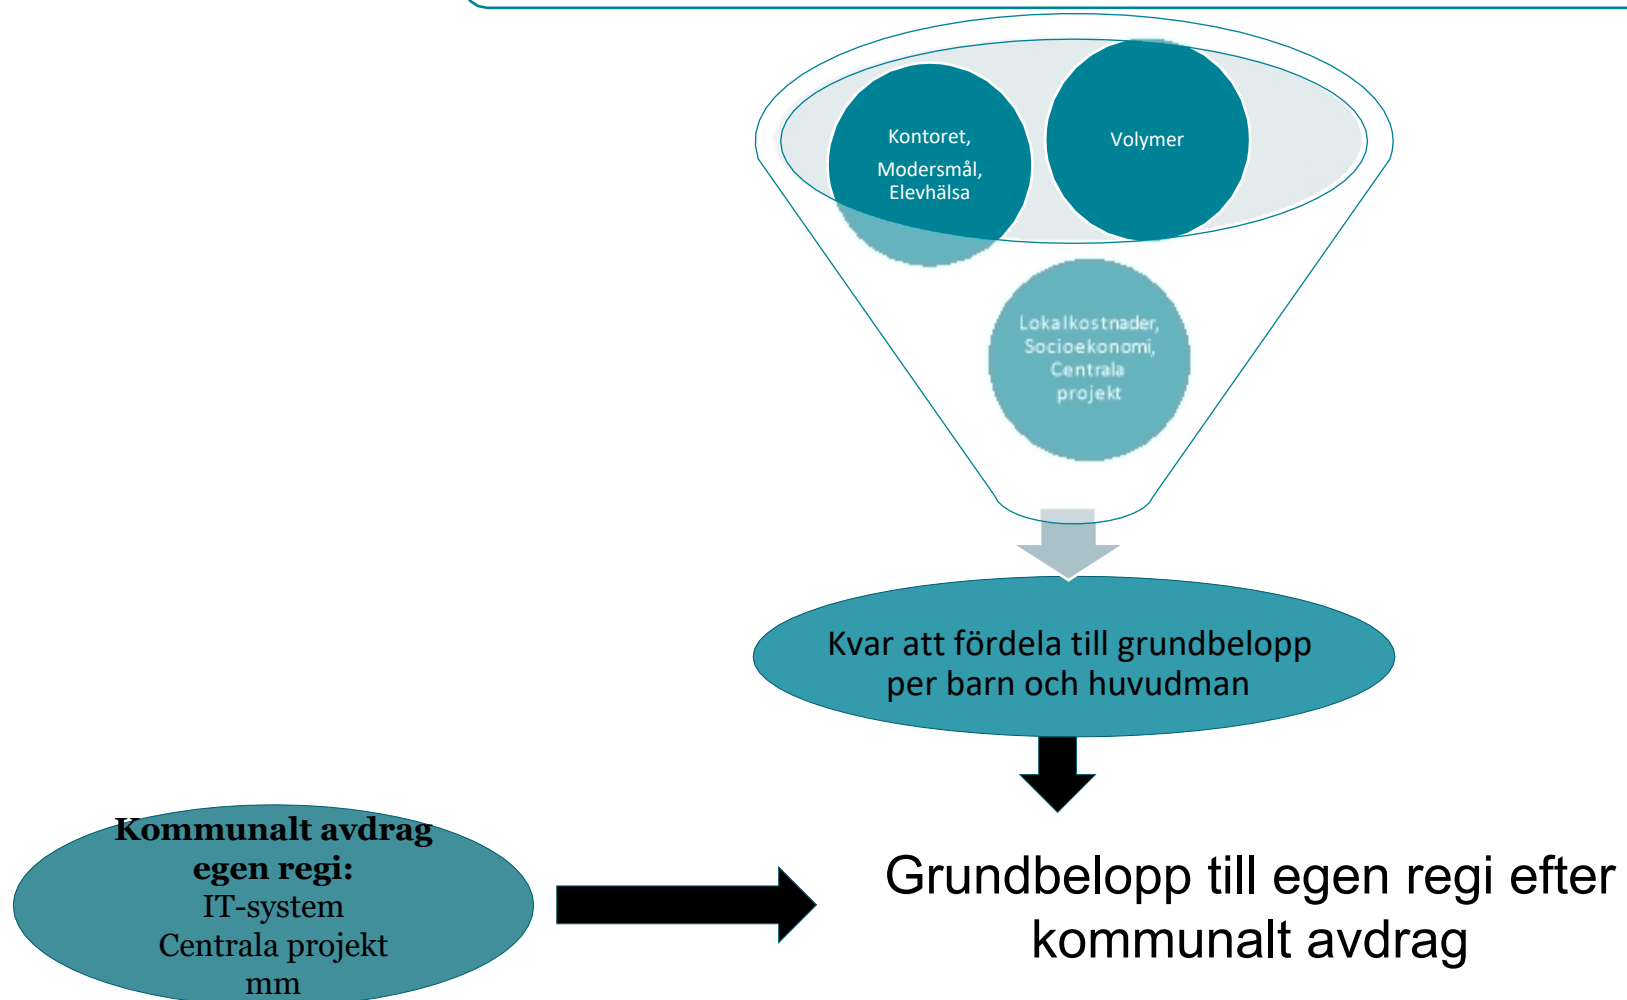 Kontoret,
Modersmål,
Elevhälsa
Volymer
Lokalkostnader,
Socioekonomi,
Centrala
projekt
Kvar att fördela till grundbelopp
per barn och huvudman
Kommunalt avdrag
egen regi:
IT-system
Centrala projekt
mm
Grundbelopp till egen regi efter
kommunalt avdrag